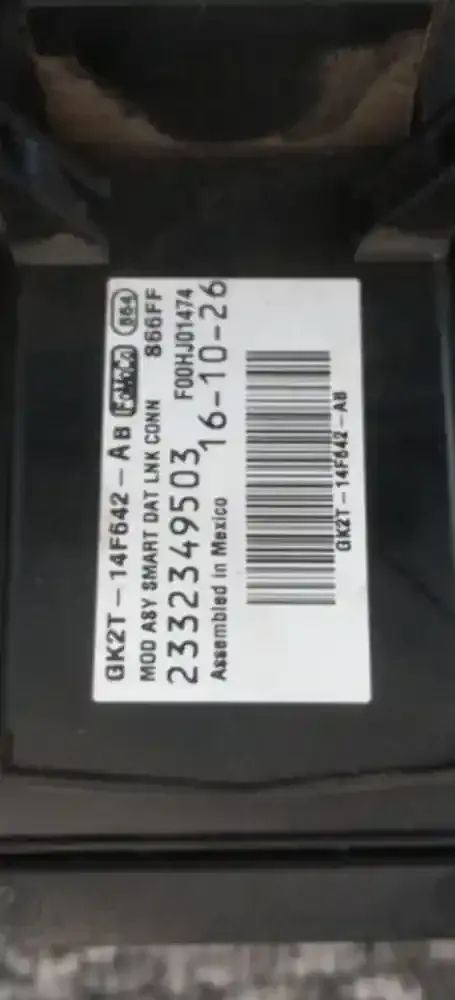 GK2T-14F642-AB FoMoCo 864
MOD ASY SMART DAT LNK CONN 866FF
2332349503 F00HJ01474
Assembled in Mexico 16-10-26
GK2T-14F642-AB